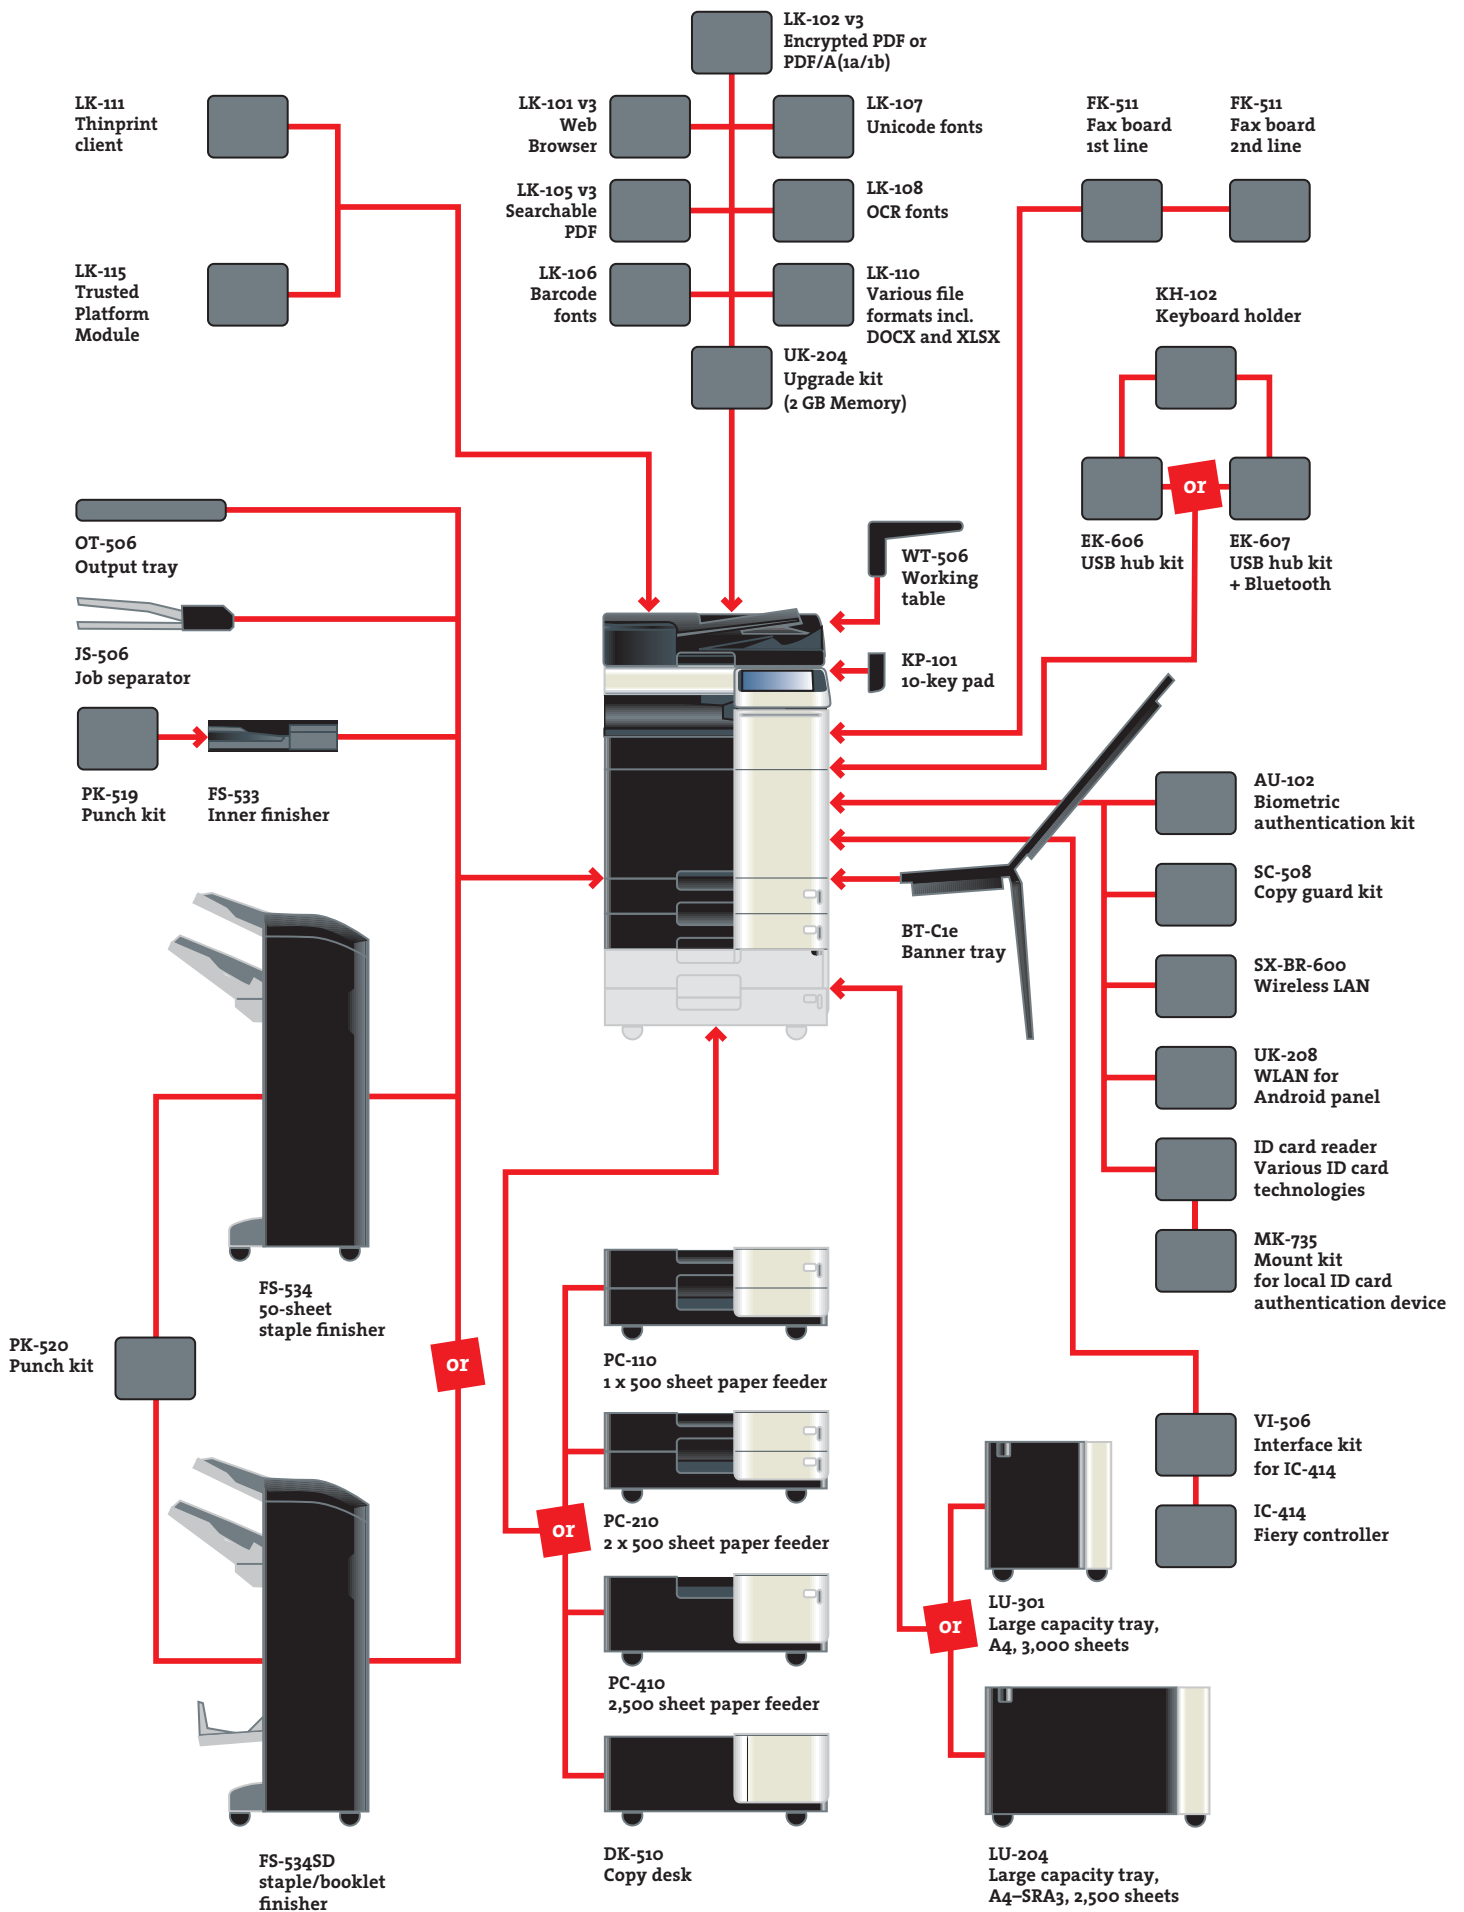 LK-102 v3
Encrypted PDF or
PDF/A(1a/1b)
LK-111
Thinprint
client
LK-101 v3
Web
Browser
LK-107
Unicode fonts
FK-511
Fax board
1st line
FK-511
Fax board
2nd line
LK-105 v3
Searchable
PDF
LK-108
OCR fonts
LK-115
Trusted
Platform
Module
LK-106
Barcode
fonts
LK-110
Various file
formats incl.
DOCX and XLSX
KH-102
Keyboard holder
UK-204
Upgrade kit
(2 GB Memory)
or
EK-606
USB hub kit
EK-607
USB hub kit
+ Bluetooth
OT-506
Output tray
WT-506
Working
table
JS-506
Job separator
KP-101
10-key pad
PK-519
Punch kit
FS-533
Inner finisher
AU-102
Biometric
authentication kit
SC-508
Copy guard kit
BT-C1e
Banner tray
SX-BR-600
Wireless LAN
UK-208
WLAN for
Android panel
ID card reader
Various ID card
technologies
MK-735
Mount kit
for local ID card
authentication device
FS-534
50-sheet
staple finisher
PK-520
Punch kit
or
PC-110
1 x 500 sheet paper feeder
VI-506
Interface kit
for IC-414
or
PC-210
2 x 500 sheet paper feeder
IC-414
Fiery controller
LU-301
Large capacity tray,
A4, 3,000 sheets
or
PC-410
2,500 sheet paper feeder
DK-510
Copy desk
LU-204
Large capacity tray,
A4–SRA3, 2,500 sheets
FS-534SD
staple/booklet
finisher